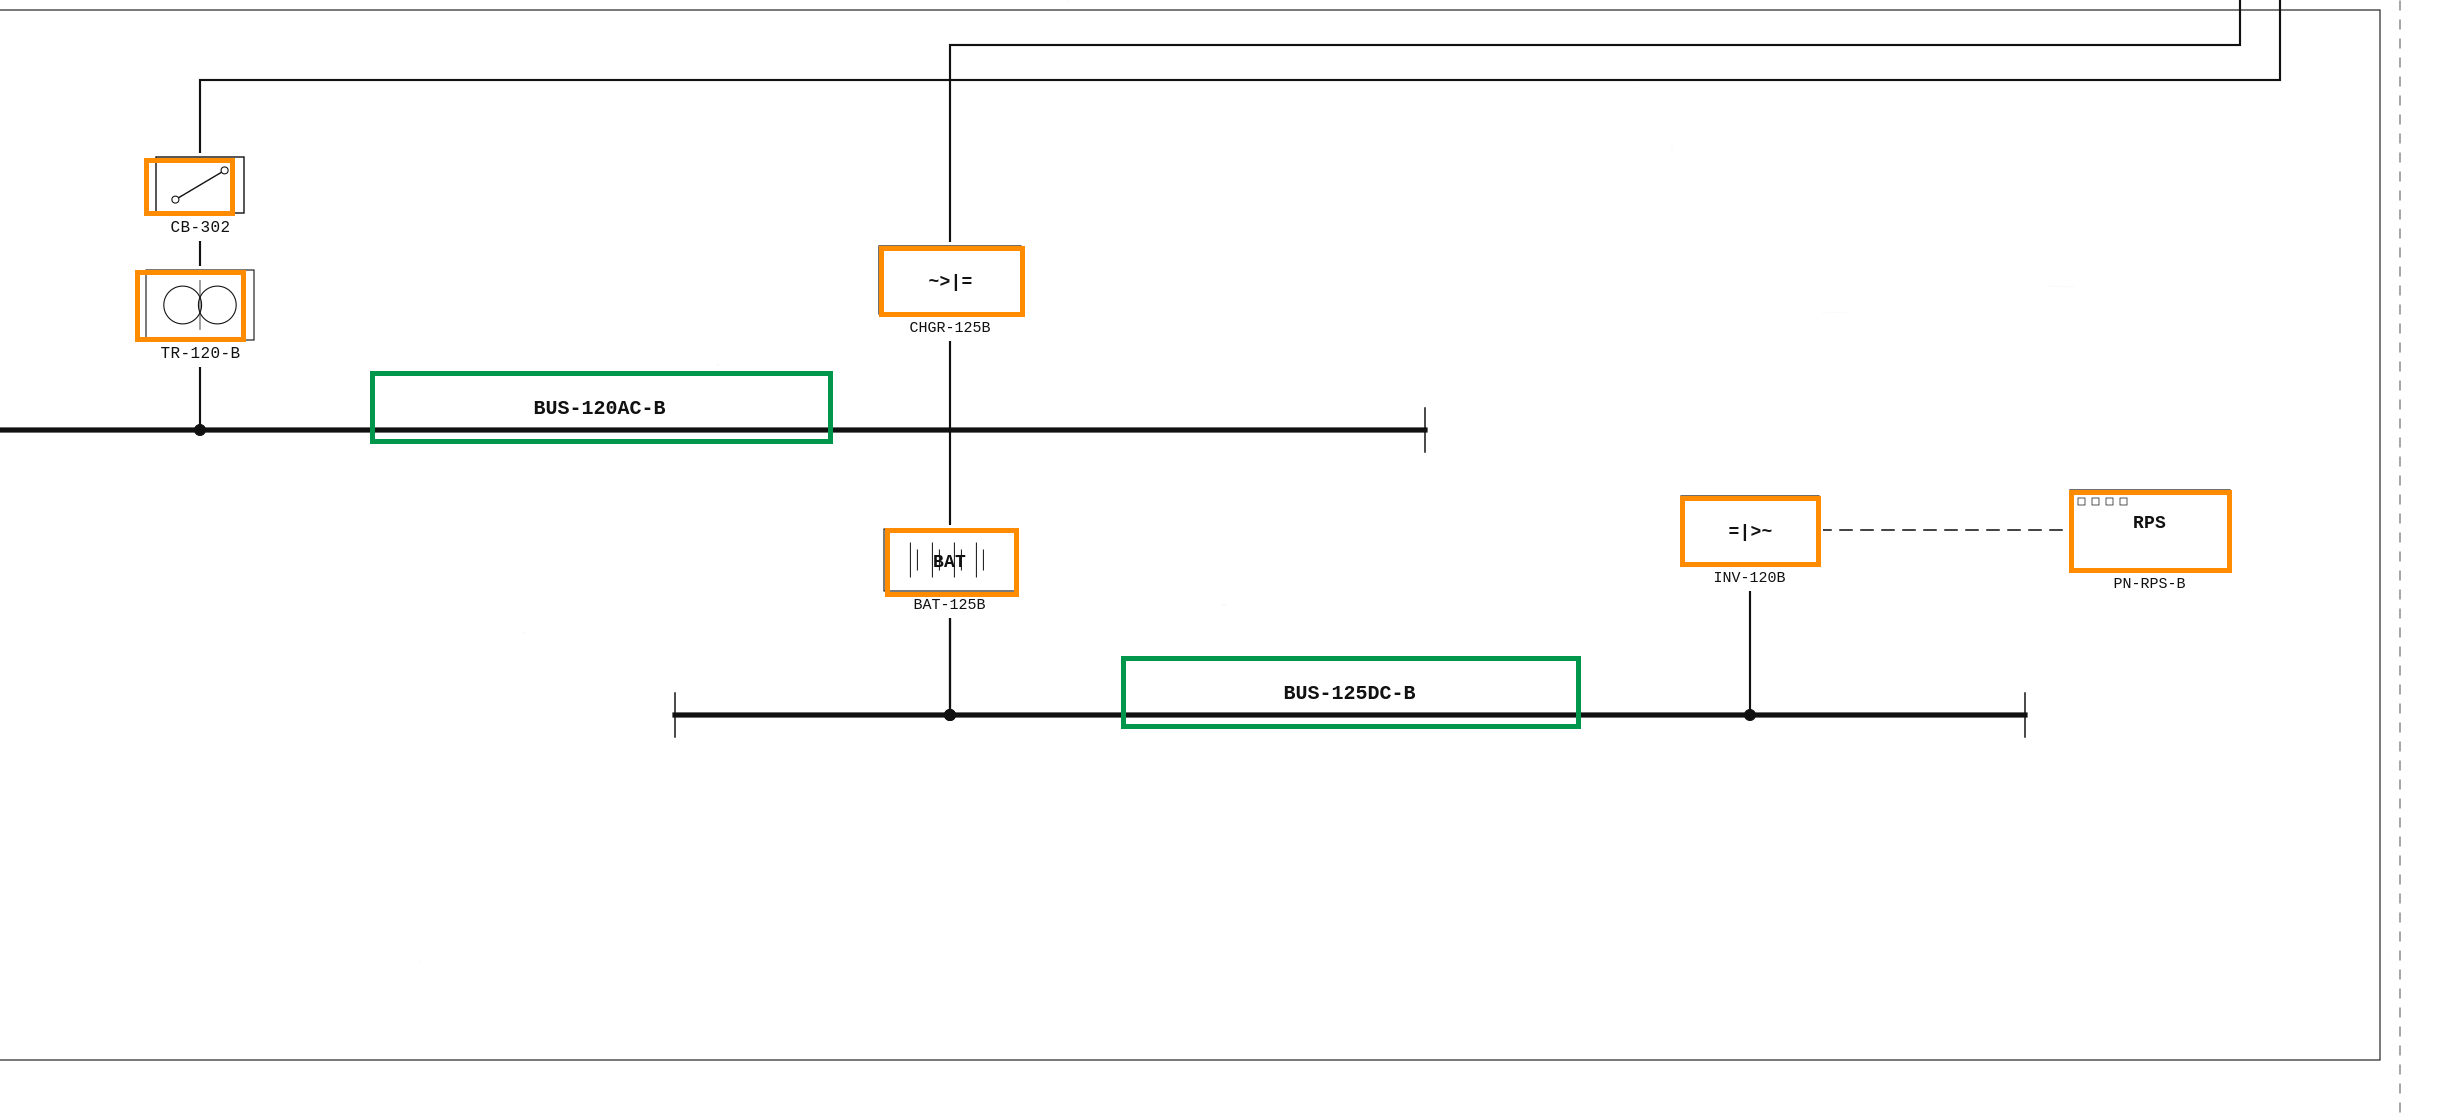 CB-302
~>|=
CHGR-125B
TR-120-B
BUS-120AC-B
=|>~
INV-120B
RPS
PN-RPS-B
BAT
BAT-125B
BUS-125DC-B